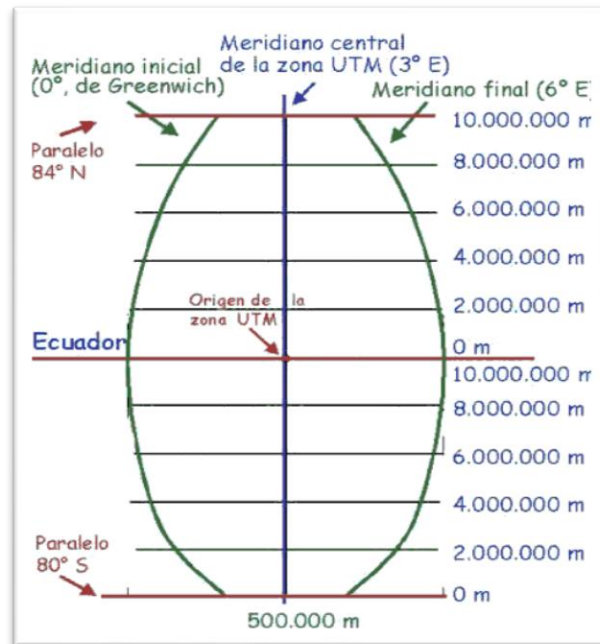 Meridiano central
de la zona UTM (3° E)
Meridiano inicial
(0°, de Greenwich)
Meridiano final (6° E
Paralelo
84° N
10.000.000 m
8.000.000 m
6.000.000 m
4.000.000 m
2.000.000 m
Origen de la
zona UTM
Ecuador
0 m
10.000.000 m
8.000.000 m
6.000.000 m
4.000.000 m
2.000.000 m
0 m
Paralelo
80° S
500.000 m